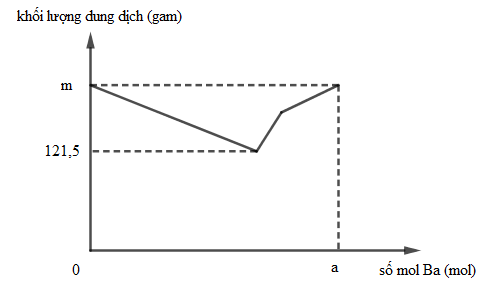 khối lượng dung dịch (gam)
m
121,5
0
a
số mol Ba (mol)